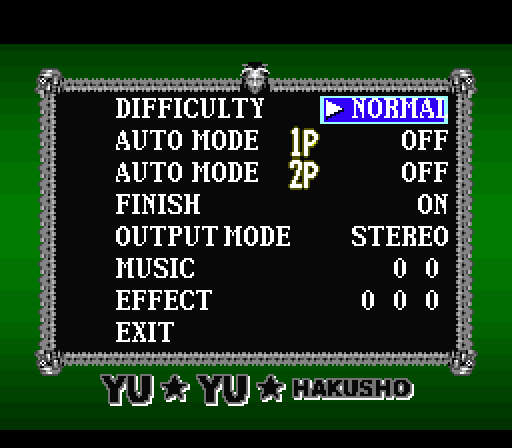 DIFFICULTY ▶ NORMAL
AUTO MODE 1P OFF
AUTO MODE 2P OFF
FINISH ON
OUTPUT MODE STEREO
MUSIC 0 0
EFFECT 0 0 0
EXIT
YU ★ YU ★ HAKUSHO